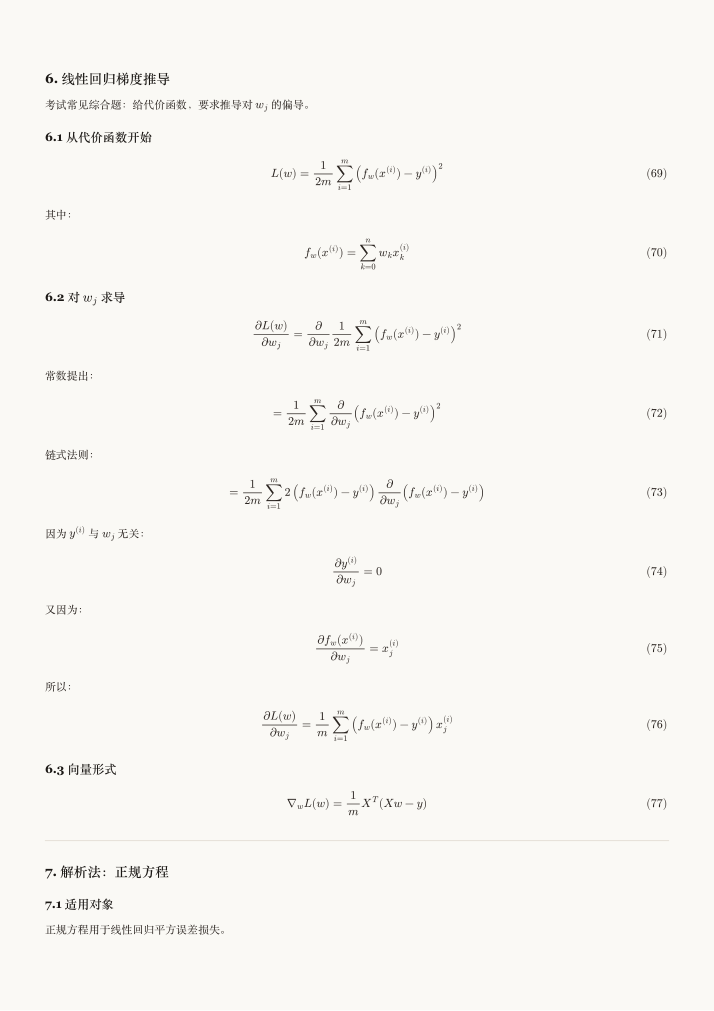 6. 线性回归梯度推导
考试常见综合题：给代价函数，要求推导对 $w_j$ 的偏导。
6.1 从代价函数开始
$L(w) = \frac{1}{2m} \sum_{i=1}^{m} \left( f_w(x^{(i)}) - y^{(i)} \right)^2$ (69)
其中：
$f_w(x^{(i)}) = \sum_{k=0}^{n} w_k x_k^{(i)}$ (70)
6.2 对 $w_j$ 求导
$\frac{\partial L(w)}{\partial w_j} = \frac{\partial}{\partial w_j} \frac{1}{2m} \sum_{i=1}^{m} \left( f_w(x^{(i)}) - y^{(i)} \right)^2$ (71)
常数提出：
$= \frac{1}{2m} \sum_{i=1}^{m} \frac{\partial}{\partial w_j} \left( f_w(x^{(i)}) - y^{(i)} \right)^2$ (72)
链式法则：
$= \frac{1}{2m} \sum_{i=1}^{m} 2 \left( f_w(x^{(i)}) - y^{(i)} \right) \frac{\partial}{\partial w_j} \left( f_w(x^{(i)}) - y^{(i)} \right)$ (73)
因为 $y^{(i)}$ 与 $w_j$ 无关：
$\frac{\partial y^{(i)}}{\partial w_j} = 0$ (74)
又因为：
$\frac{\partial f_w(x^{(i)})}{\partial w_j} = x_j^{(i)}$ (75)
所以：
$\frac{\partial L(w)}{\partial w_j} = \frac{1}{m} \sum_{i=1}^{m} \left( f_w(x^{(i)}) - y^{(i)} \right) x_j^{(i)}$ (76)
6.3 向量形式
$\nabla_w L(w) = \frac{1}{m} X^T (Xw - y)$ (77)
7. 解析法：正规方程
7.1 适用对象
正规方程用于线性回归平方误差损失。